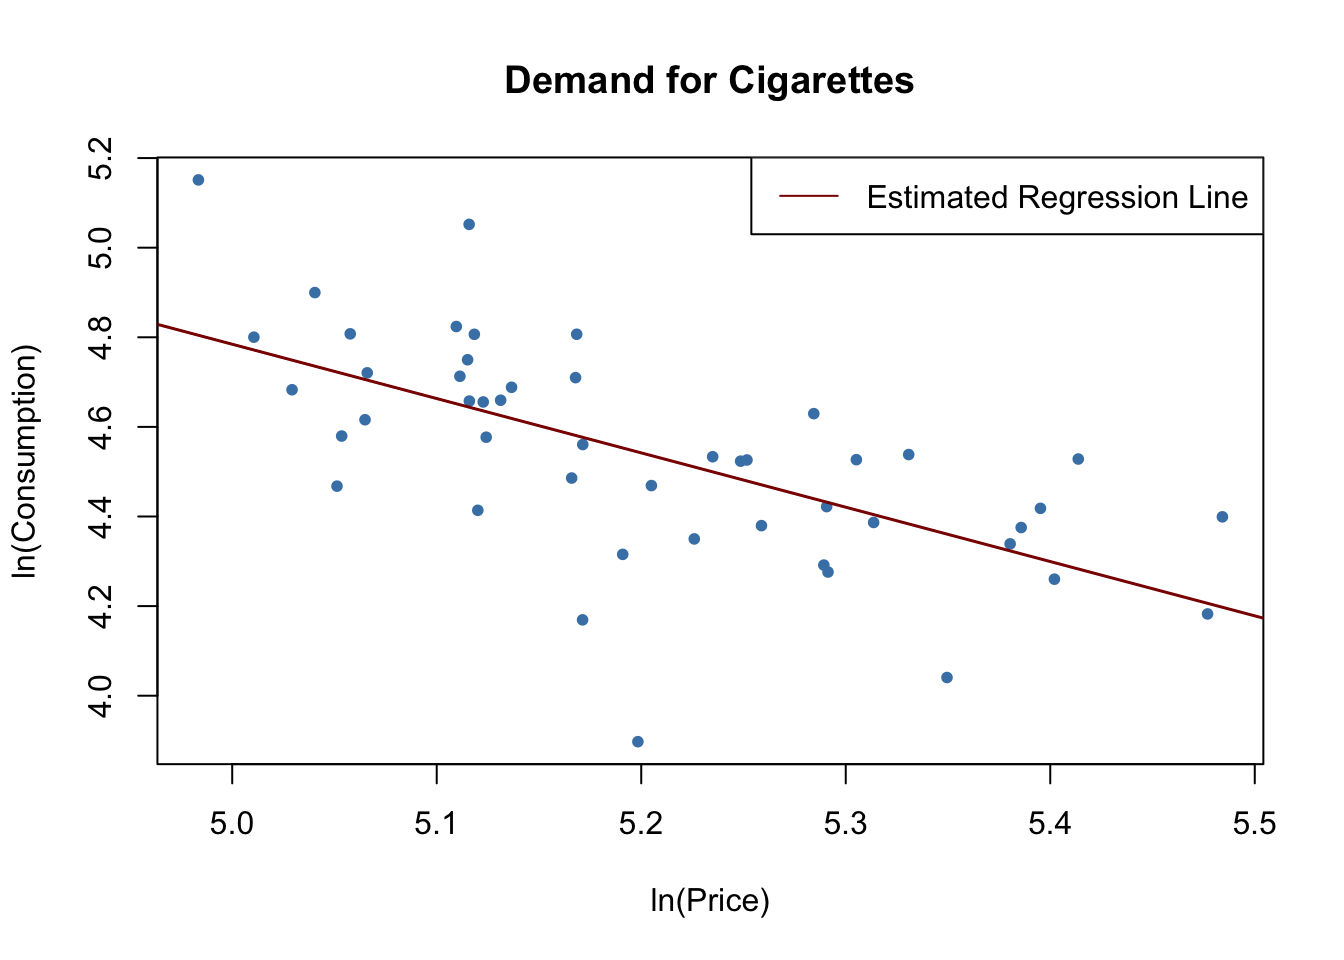 Demand for Cigarettes
Estimated Regression Line
ln(Consumption)
5.2
5.0
4.8
4.6
4.4
4.2
4.0
5.0 5.1 5.2 5.3 5.4 5.5
ln(Price)